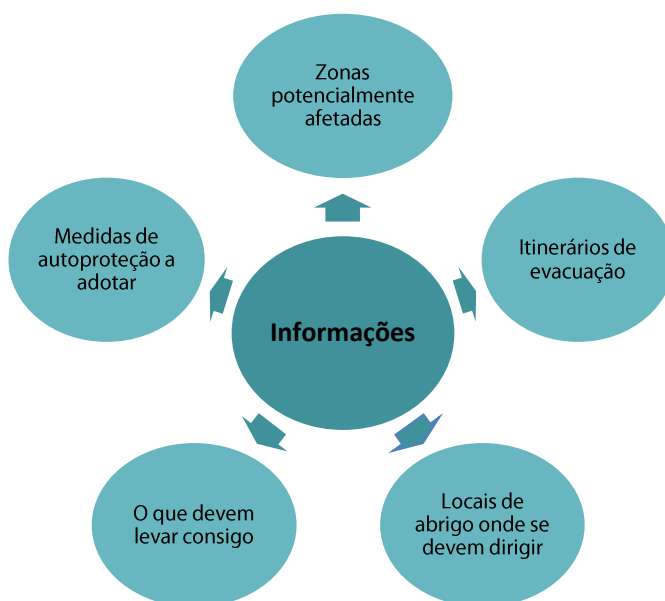 Zonas
potencialmente
afetadas
Medidas de
autoproteção a
adotar
Itinerários de
evacuação
Informações
O que devem
levar consigo
Locais de
abrigo onde se
devem dirigir